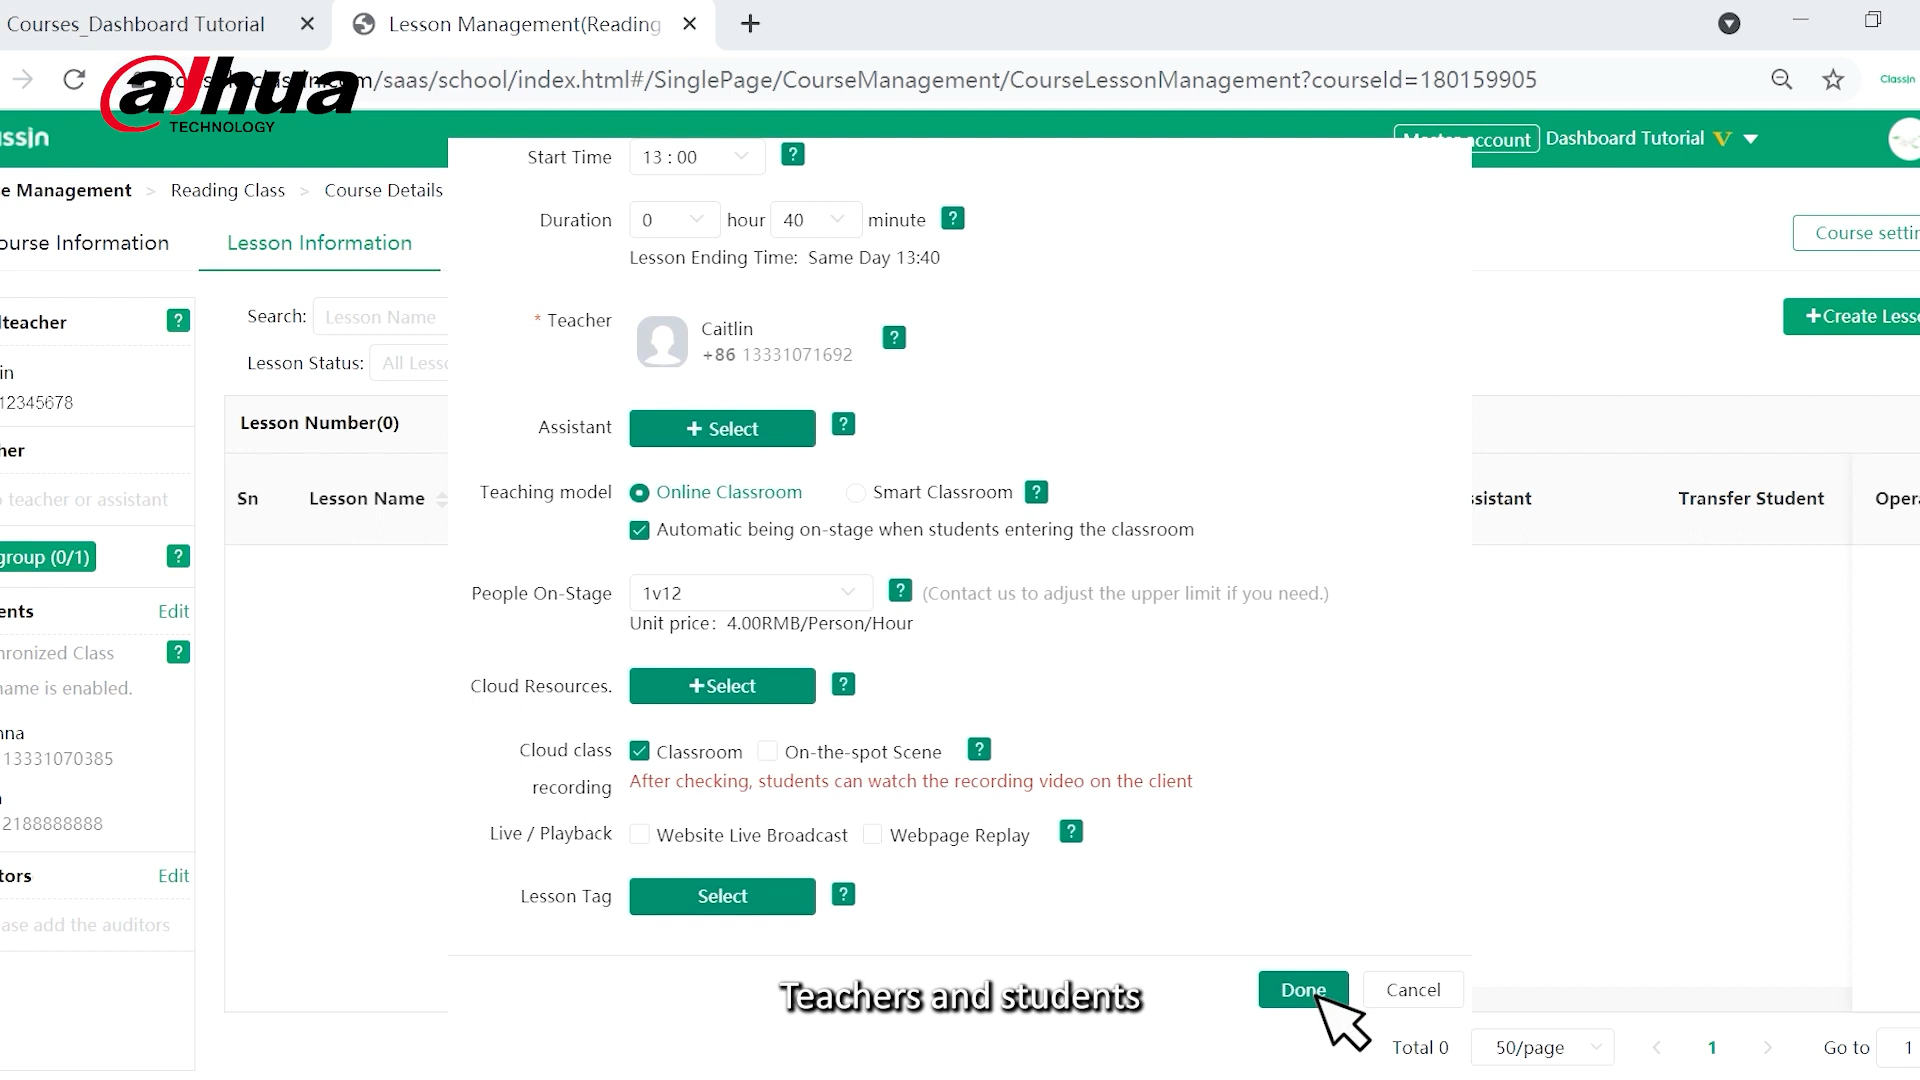 Courses_Dashboard Tutorial
Lesson Management(Reading
m/saas/school/index.html#/SinglePage/CourseManagement/CourseLessonManagement?courseId=180159905
ClassIn
alhua
TECHNOLOGY
ssIn
account
Dashboard Tutorial
e Management > Reading Class > Course Details
ourse Information
Lesson Information
Course settin
teacher
?
in
12345678
her
teacher or assistant
group (0/1)
?
ents
Edit
hronized Class
?
name is enabled.
nna
13331070385
2188888888
tors
Edit
ase add the auditors
Search: Lesson Name
Lesson Status: All Less
+Create Less
Lesson Number(0)
Sn
Lesson Name
sistant
Transfer Student
Opera
Start Time 13 : 00 ?
Duration 0 hour 40 minute ?
Lesson Ending Time: Same Day 13:40
* Teacher
Caitlin
+86 13331071692
?
Assistant + Select ?
Teaching model Online Classroom Smart Classroom ?
Automatic being on-stage when students entering the classroom
People On-Stage 1v12 ? (Contact us to adjust the upper limit if you need.)
Unit price: 4.00RMB/Person/Hour
Cloud Resources. +Select ?
Cloud class recording
Classroom On-the-spot Scene ?
After checking, students can watch the recording video on the client
Live / Playback Website Live Broadcast Webpage Replay ?
Lesson Tag Select ?
Teachers and students
Done
Cancel
Total 0 50/page < 1 > Go to 1